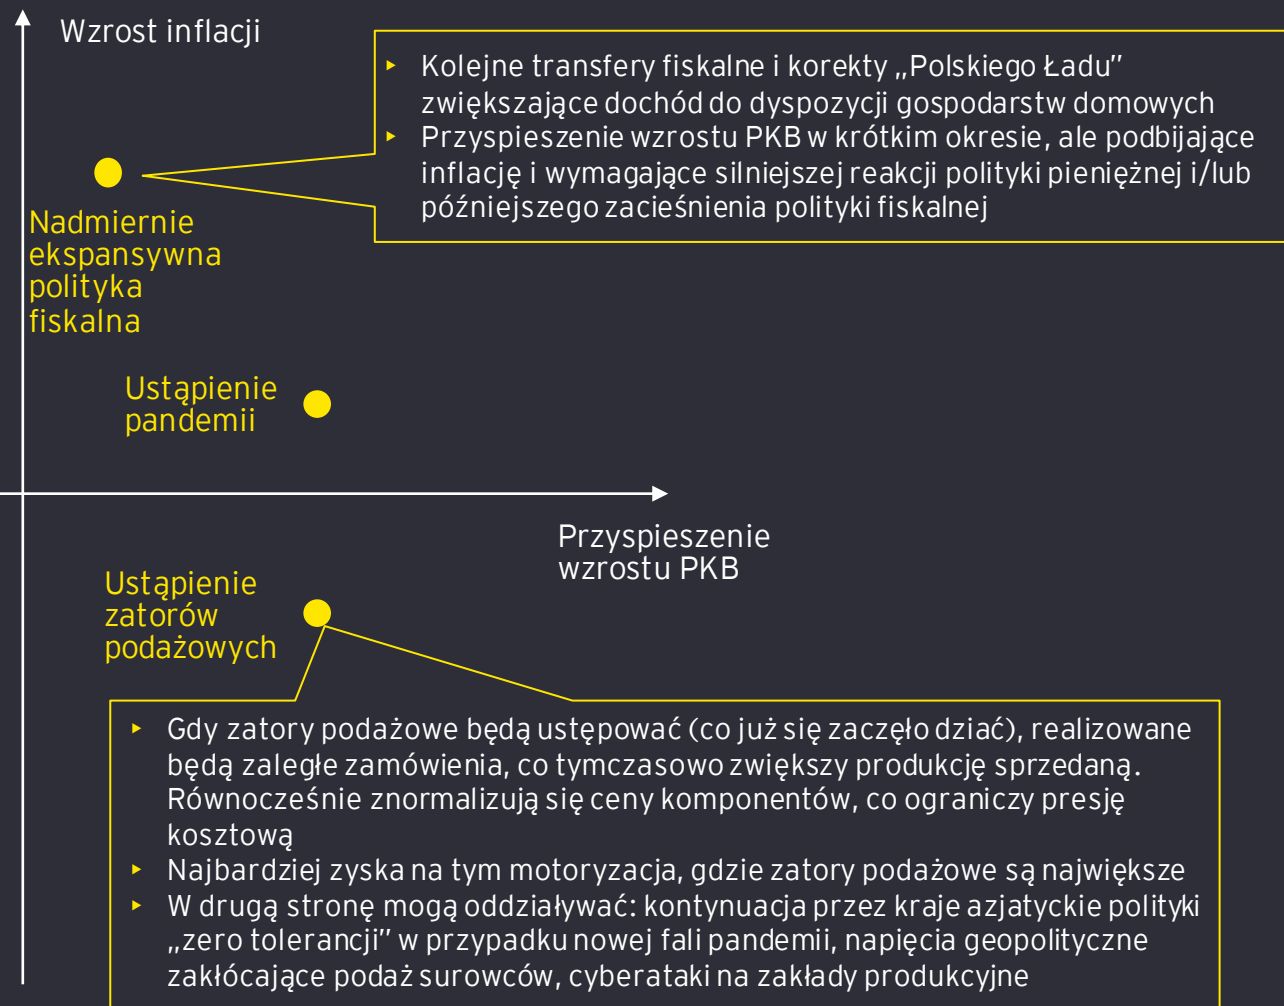 Wzrost inflacji
▸ Kolejne transfery fiskalne i korekty „Polskiego Ładu”
zwiększające dochód do dyspozycji gospodarstw domowych
▸ Przyspieszenie wzrostu PKB w krótkim okresie, ale podbijające
inflację i wymagające silniejszej reakcji polityki pieniężnej i/lub
późniejszego zacieśnienia polityki fiskalnej
Nadmiernie
ekspansywna
polityka
fiskalna
Ustąpienie
pandemii
Przyspieszenie
wzrostu PKB
Ustąpienie
zatorów
podażowych
▸ Gdy zatory podażowe będą ustępować (co już się zaczęło dziać), realizowane
będą zaległe zamówienia, co tymczasowo zwiększy produkcję sprzedaną.
Równocześnie znormalizują się ceny komponentów, co ograniczy presję
kosztową
▸ Najbardziej zyska na tym motoryzacja, gdzie zatory podażowe są największe
▸ W drugą stronę mogą oddziaływać: kontynuacja przez kraje azjatyckie polityki
„zero tolerancji” w przypadku nowej fali pandemii, napięcia geopolityczne
zakłócające podaż surowców, cyberataki na zakłady produkcyjne